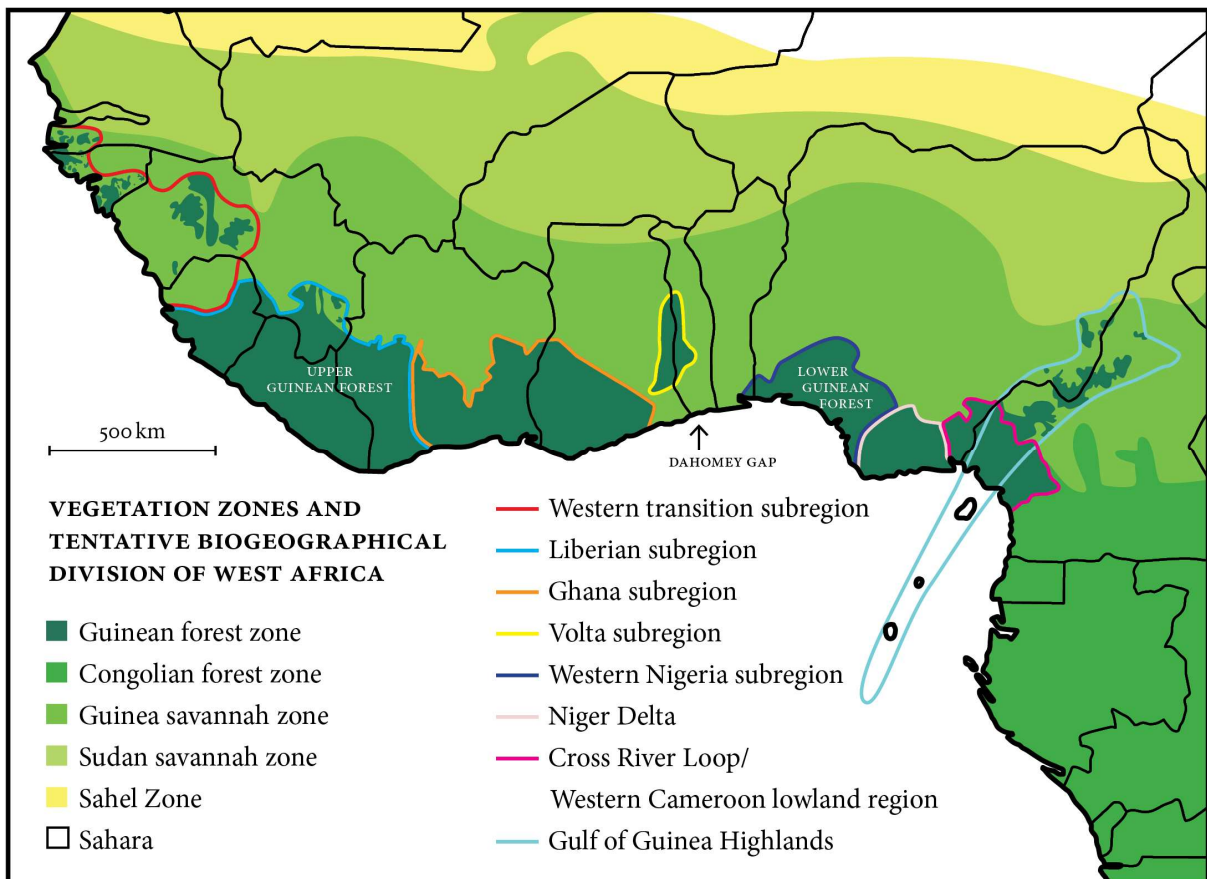 UPPER
GUINEAN FOREST
LOWER
GUINEAN
FOREST
500 km
DAHOMEY GAP
VEGETATION ZONES AND
TENTATIVE BIOGEOGRAPHICAL
DIVISION OF WEST AFRICA
Guinean forest zone
Congolian forest zone
Guinea savannah zone
Sudan savannah zone
Sahel Zone
Sahara
Western transition subregion
Liberian subregion
Ghana subregion
Volta subregion
Western Nigeria subregion
Niger Delta
Cross River Loop/
Western Cameroon lowland region
Gulf of Guinea Highlands